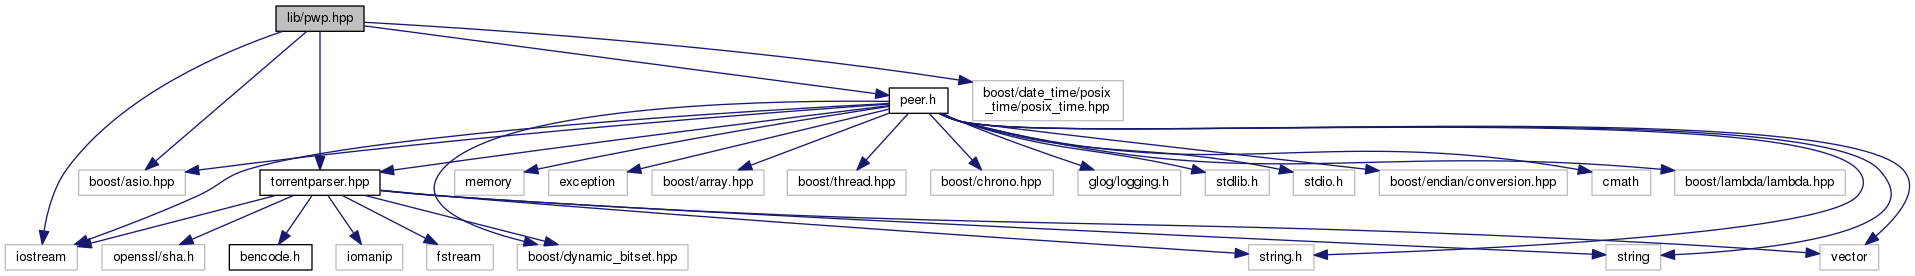 lib/pwp.hpp
peer.h
boost/date_time/posix
_time/posix_time.hpp
boost/asio.hpp
torrentparser.hpp
memory
exception
boost/array.hpp
boost/thread.hpp
boost/chrono.hpp
glog/logging.h
stdlib.h
stdio.h
boost/endian/conversion.hpp
cmath
boost/lambda/lambda.hpp
iostream
openssl/sha.h
bencode.h
iomanip
fstream
boost/dynamic_bitset.hpp
string.h
string
vector